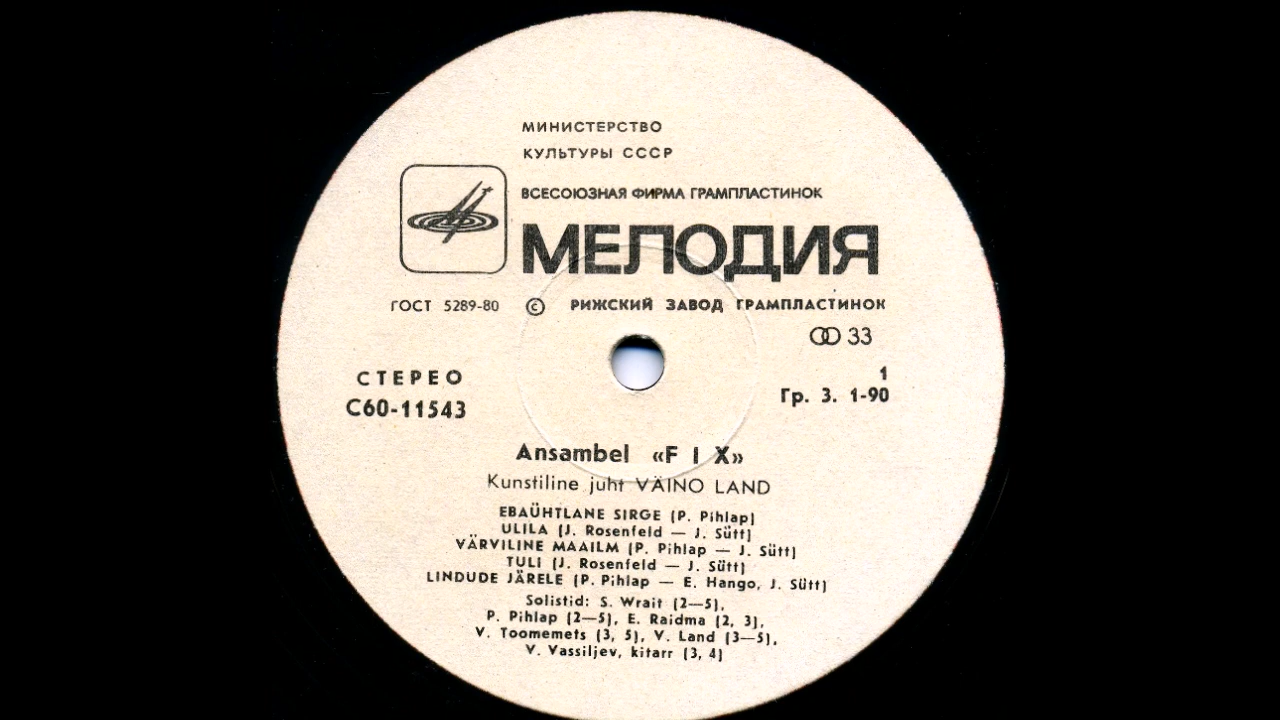 МИНИСТЕРСТВО
КУЛЬТУРЫ СССР
ВСЕСОЮЗНАЯ ФИРМА ГРАМПЛАСТИНОК
МЕЛОДИЯ
ГОСТ 5289-80 © РИЖСКИЙ ЗАВОД ГРАМПЛАСТИНОК
33
СТЕРЕО
С60-11543
1
Гр. 3. 1-90
Ansambel «F I X»
Kunstiline juht VÄINO LAND
EBAÜHTLANE SIRGE (P. Pihlap)
ULILA (J. Rosenfeld — J. Sütt)
VÄRVILINE MAAILM (P. Pihlap — J. Sütt)
TULI (J. Rosenfeld — J. Sütt)
LINDUDE JÄRELE (P. Pihlap — E. Hango, J. Sütt)
Solistid: S. Wrait (2—5),
P. Pihlap (2—5), E. Raidma (2, 3),
V. Toomemets (3, 5), V. Land (3—5),
V. Vassiljev, kitarr (3, 4)